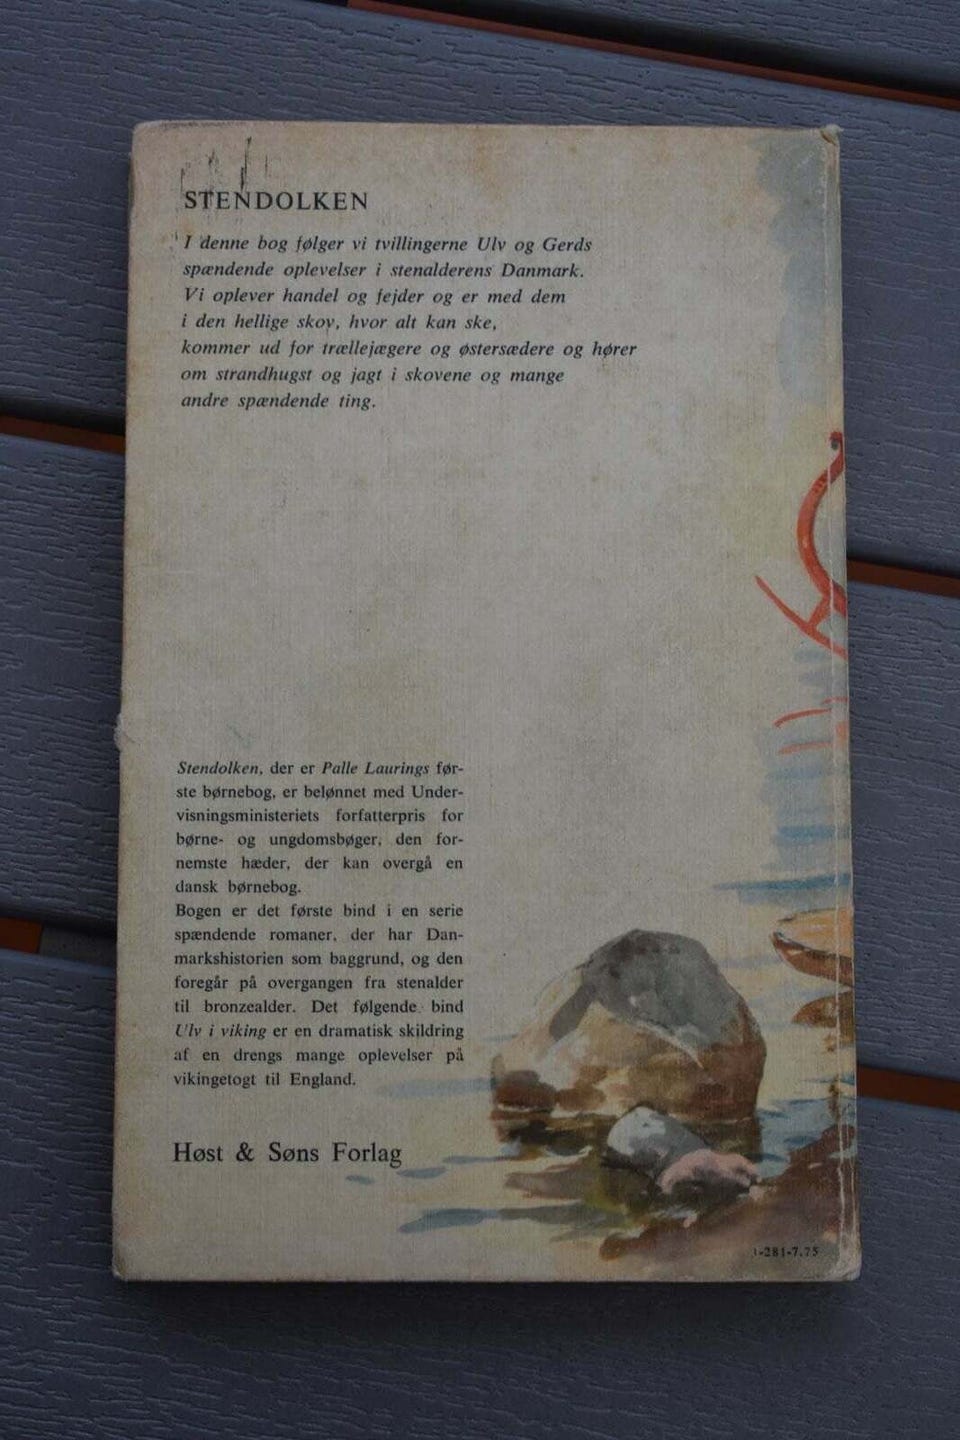 STENDOLKEN
I denne bog følger vi tvillingerne Ulv og Gerds
spændende oplevelser i stenalderens Danmark.
Vi oplever handel og fejder og er med dem
i den hellige skov, hvor alt kan ske,
kommer ud for trællejægere og østersædere og hører
om strandhugst og jagt i skovene og mange
andre spændende ting.
Stendolken, der er Palle Laurings før-
ste børnebog, er belønnet med Under-
visningsministeriets forfatterpris for
børne- og ungdomsbøger, den for-
nemste hæder, der kan overgå en
dansk børnebog.
Bogen er det første bind i en serie
spændende romaner, der har Dan-
markshistorien som baggrund, og den
foregår på overgangen fra stenalder
til bronzealder. Det følgende bind
Ulv i viking er en dramatisk skildring
af en drengs mange oplevelser på
vikingetogt til England.
Høst & Søns Forlag
1-281-7.75